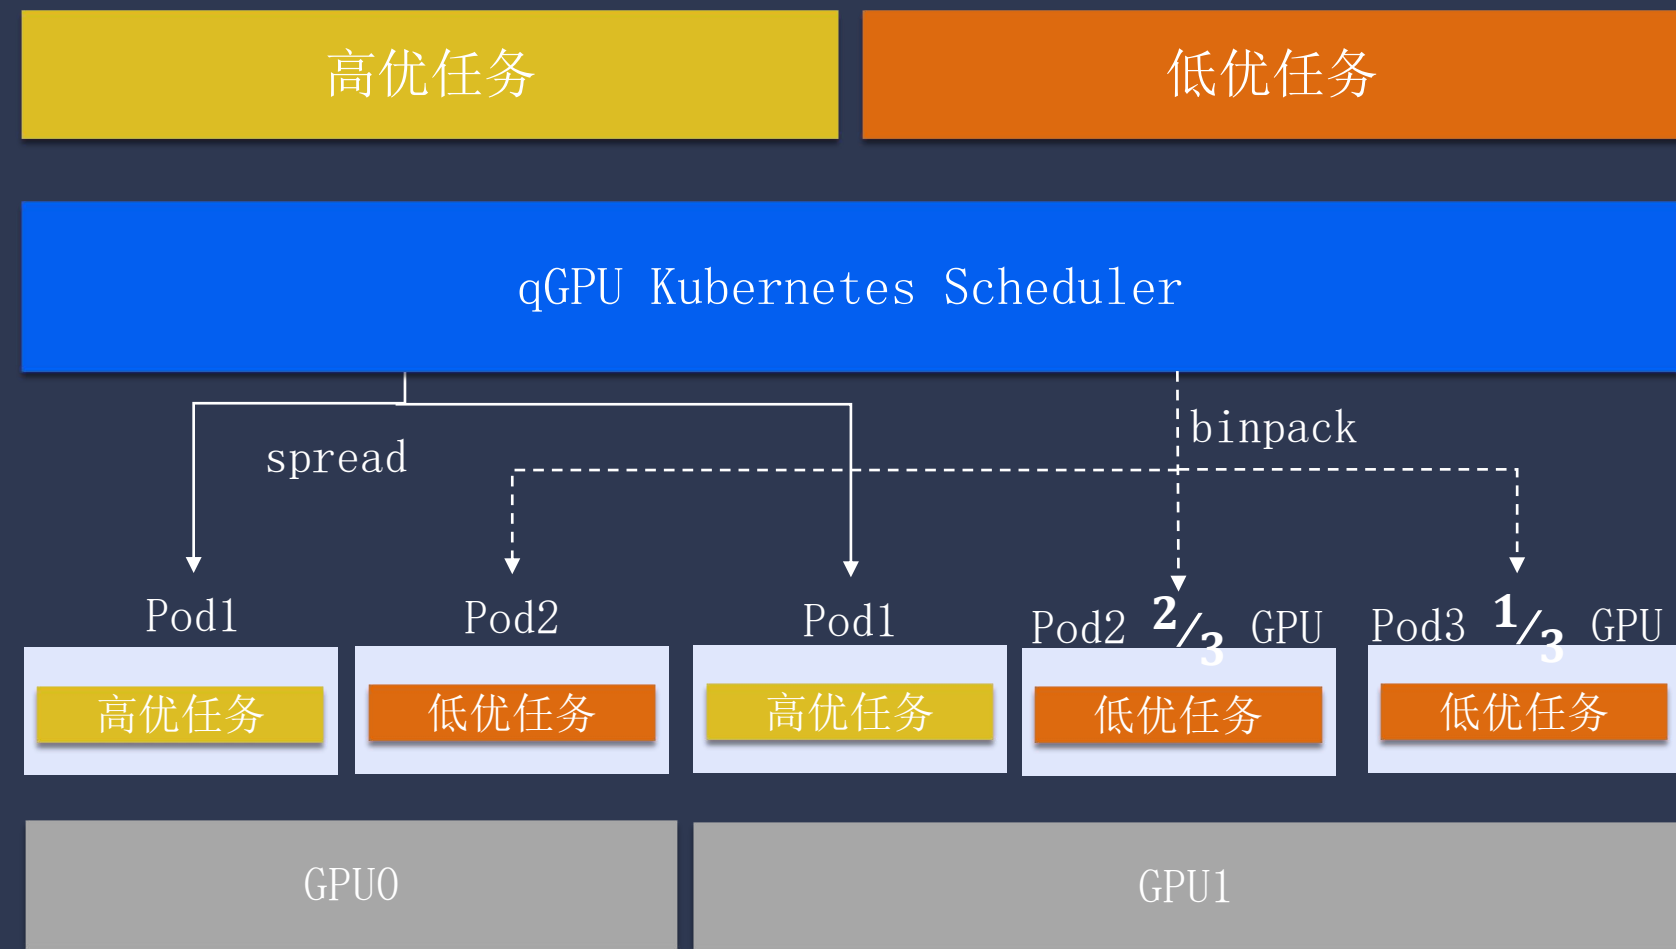 高优任务
低优任务
qGPU Kubernetes Scheduler
spread
binpack
Pod1
Pod2
Pod1
Pod2 2/3 GPU
Pod3 1/3 GPU
高优任务
低优任务
高优任务
低优任务
低优任务
GPU0
GPU1